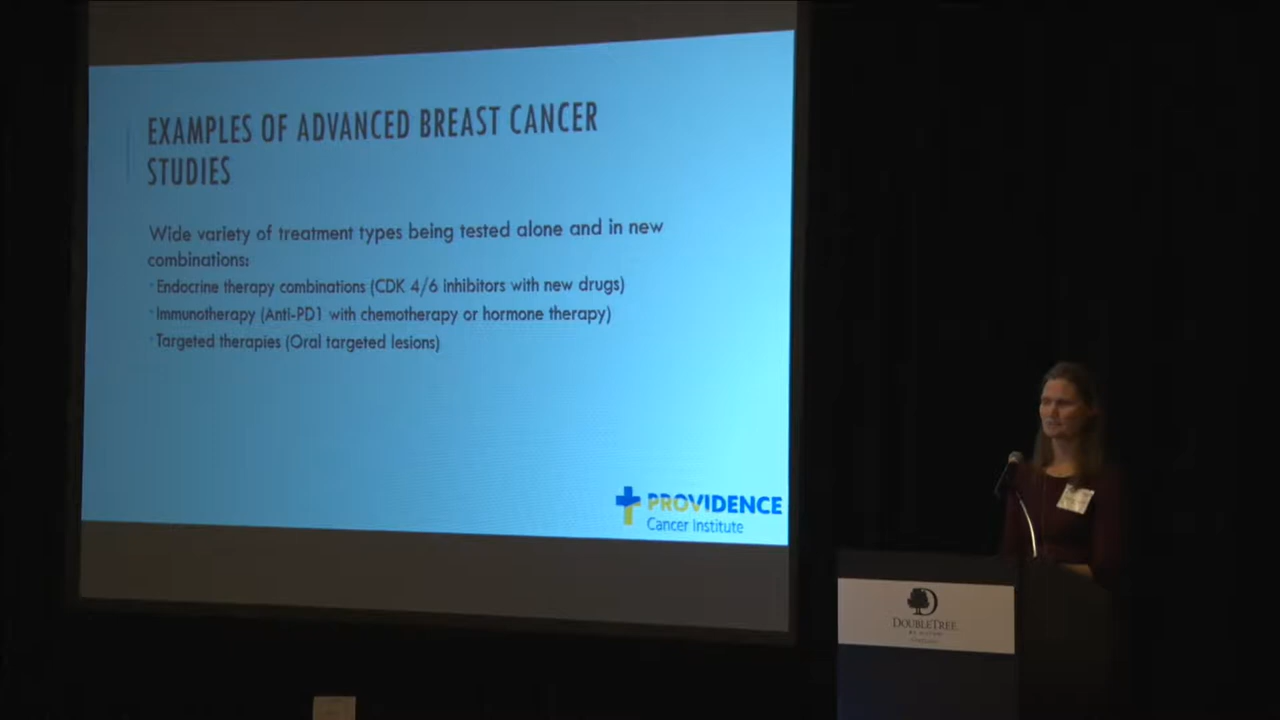 EXAMPLES OF ADVANCED BREAST CANCER
STUDIES
Wide variety of treatment types being tested alone and in new
combinations:
Endocrine therapy combinations (CDK 4/6 inhibitors with new drugs)
Immunotherapy (Anti-PD1 with chemotherapy or hormone therapy)
Targeted therapies (Oral targeted lesions)
PROVIDENCE
Cancer Institute
DOUBLETREE
BY HILTON